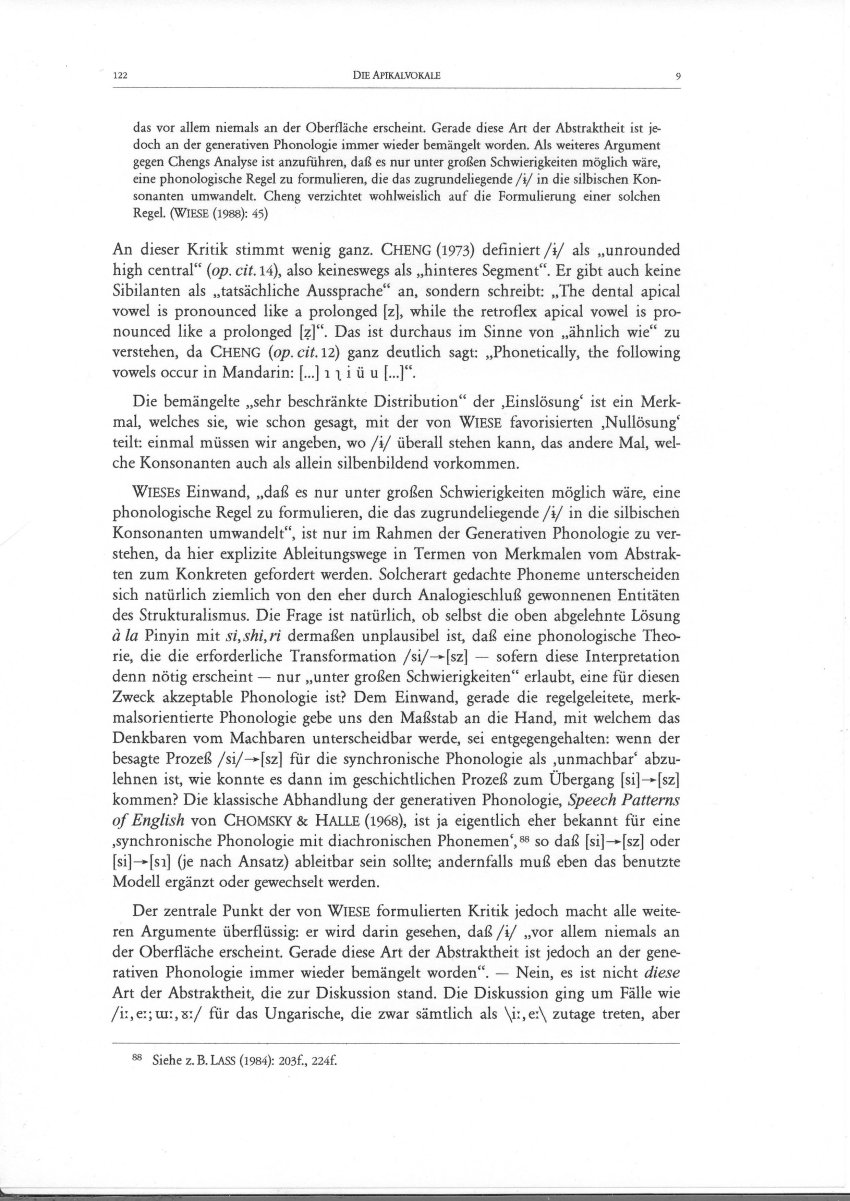 122 DIE APIKALVOKALE 9
das vor allem niemals an der Oberfläche erscheint. Gerade diese Art der Abstraktheit ist je-
doch an der generativen Phonologie immer wieder bemängelt worden. Als weiteres Argument
gegen Chengs Analyse ist anzuführen, daß es nur unter großen Schwierigkeiten möglich wäre,
eine phonologische Regel zu formulieren, die das zugrundeliegende /ɨ/ in die silbischen Kon-
sonanten umwandelt. Cheng verzichtet wohlweislich auf die Formulierung einer solchen
Regel. (WIESE (1988): 45)
An dieser Kritik stimmt wenig ganz. CHENG (1973) definiert /ɨ/ als „unrounded
high central“ (op. cit. 14), also keineswegs als „hinteres Segment“. Er gibt auch keine
Sibilanten als „tatsächliche Aussprache“ an, sondern schreibt: „The dental apical
vowel is pronounced like a prolonged [z], while the retroflex apical vowel is pro-
nounced like a prolonged [ẓ]“. Das ist durchaus im Sinne von „ähnlich wie“ zu
verstehen, da CHENG (op. cit. 12) ganz deutlich sagt: „Phonetically, the following
vowels occur in Mandarin: [...] ɿ ʅ i ü u [...]“.
Die bemängelte „sehr beschränkte Distribution“ der ‚Einslösung‘ ist ein Merk-
mal, welches sie, wie schon gesagt, mit der von WIESE favorisierten ‚Nullösung‘
teilt: einmal müssen wir angeben, wo /ɨ/ überall stehen kann, das andere Mal, wel-
che Konsonanten auch als allein silbenbildend vorkommen.
WIESES Einwand, „daß es nur unter großen Schwierigkeiten möglich wäre, eine
phonologische Regel zu formulieren, die das zugrundeliegende /ɨ/ in die silbischen
Konsonanten umwandelt“, ist nur im Rahmen der Generativen Phonologie zu ver-
stehen, da hier explizite Ableitungswege in Termen von Merkmalen vom Abstrak-
ten zum Konkreten gefordert werden. Solcherart gedachte Phoneme unterscheiden
sich natürlich ziemlich von den eher durch Analogieschluß gewonnenen Entitäten
des Strukturalismus. Die Frage ist natürlich, ob selbst die oben abgelehnte Lösung
à la Pinyin mit si, shi, ri dermaßen unplausibel ist, daß eine phonologische Theo-
rie, die die erforderliche Transformation /si/→[sz] — sofern diese Interpretation
denn nötig erscheint — nur „unter großen Schwierigkeiten“ erlaubt, eine für diesen
Zweck akzeptable Phonologie ist? Dem Einwand, gerade die regelgeleitete, merk-
malsorientierte Phonologie gebe uns den Maßstab an die Hand, mit welchem das
Denkbaren vom Machbaren unterscheidbar werde, sei entgegengehalten: wenn der
besagte Prozeß /si/→[sz] für die synchronische Phonologie als ‚unmachbar‘ abzu-
lehnen ist, wie konnte es dann im geschichtlichen Prozeß zum Übergang [si]→[sz]
kommen? Die klassische Abhandlung der generativen Phonologie, Speech Patterns
of English von CHOMSKY & HALLE (1968), ist ja eigentlich eher bekannt für eine
‚synchronische Phonologie mit diachronischen Phonemen‘,⁸⁸ so daß [si]→[sz] oder
[si]→[sɿ] (je nach Ansatz) ableitbar sein sollte; andernfalls muß eben das benutzte
Modell ergänzt oder gewechselt werden.
Der zentrale Punkt der von WIESE formulierten Kritik jedoch macht alle weite-
ren Argumente überflüssig: er wird darin gesehen, daß /ɨ/ „vor allem niemals an
der Oberfläche erscheint. Gerade diese Art der Abstraktheit ist jedoch an der gene-
rativen Phonologie immer wieder bemängelt worden“. — Nein, es ist nicht diese
Art der Abstraktheit, die zur Diskussion stand. Die Diskussion ging um Fälle wie
/iː, eː; ɯː, ɤː/ für das Ungarische, die zwar sämtlich als \iː, eː\ zutage treten, aber
⁸⁸ Siehe z. B. LASS (1984): 203f., 224f.